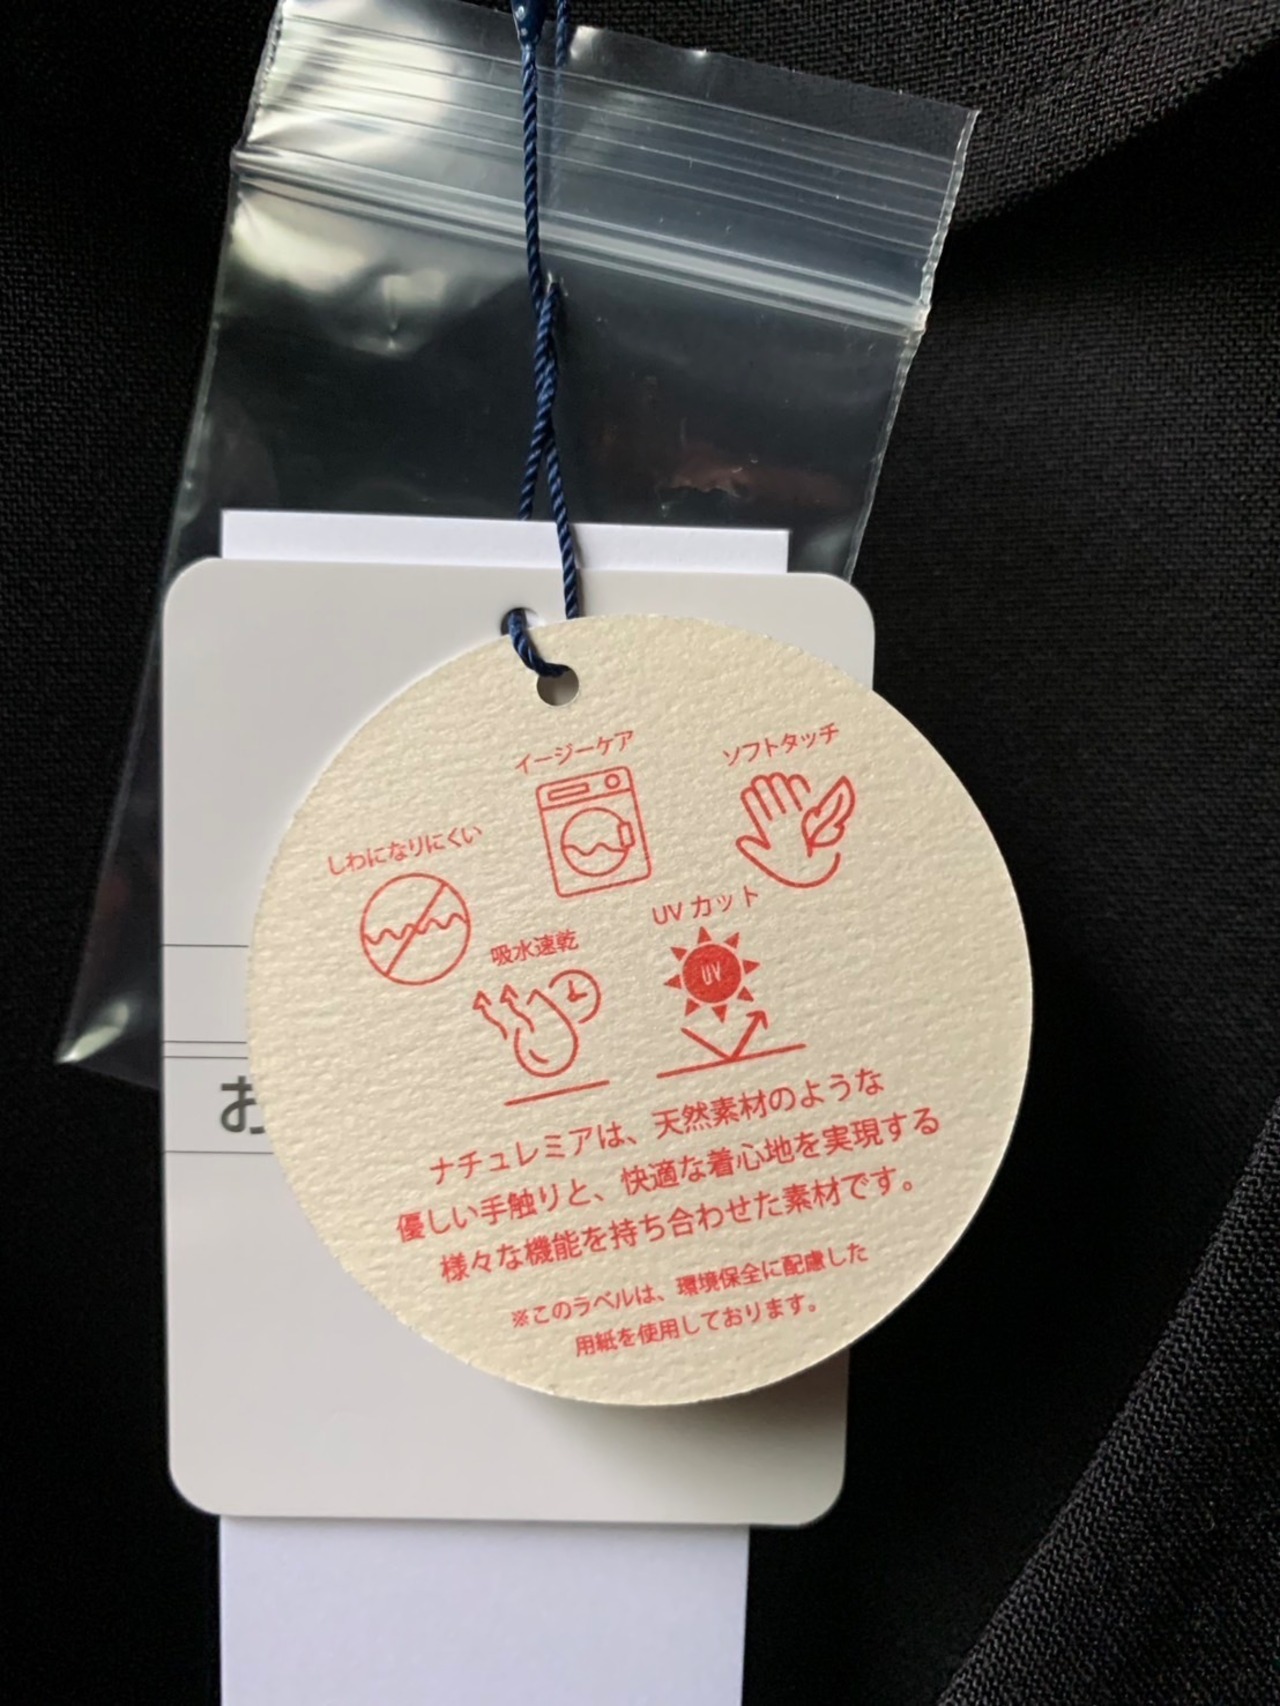 イージーケア
ソフトタッチ
しわになりにくい
吸水速乾
UV カット
UV
ナチュレミアは、天然素材のような
優しい手触りと、快適な着心地を実現する
様々な機能を持ち合わせた素材です。
※このラベルは、環境保全に配慮した
用紙を使用しております。
お